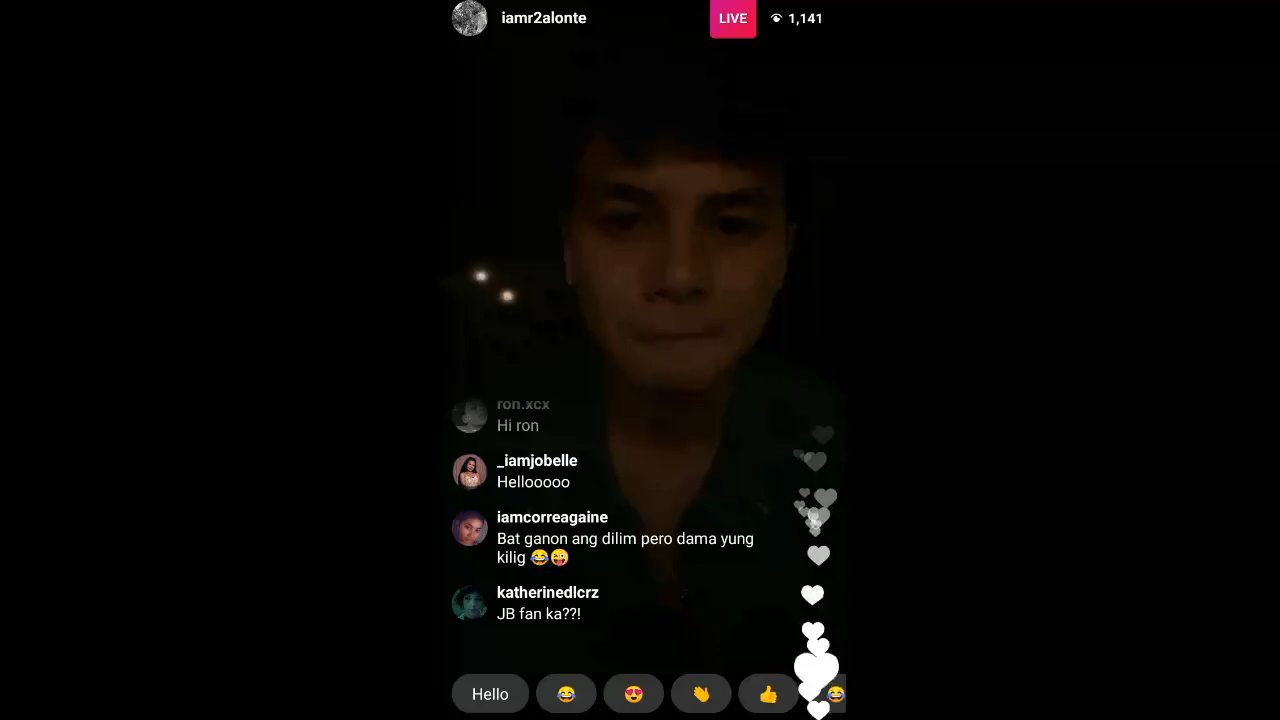 iamr2alonte
LIVE 1,141
ron.xcx
Hi ron
_iamjobelle
Hellooooo
iamcorreagaine
Bat ganon ang dilim pero dama yung
kilig 😂😜
katherinedlcrz
JB fan ka??!
Hello 😂 😍 👏 👍 😂